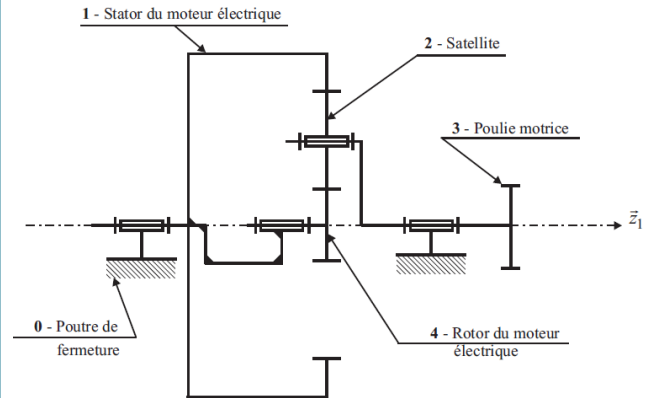 1 - Stator du moteur électrique
2 - Satellite
3 - Poulie motrice
z⃗1
0 - Poutre de
fermeture
4 - Rotor du moteur
électrique